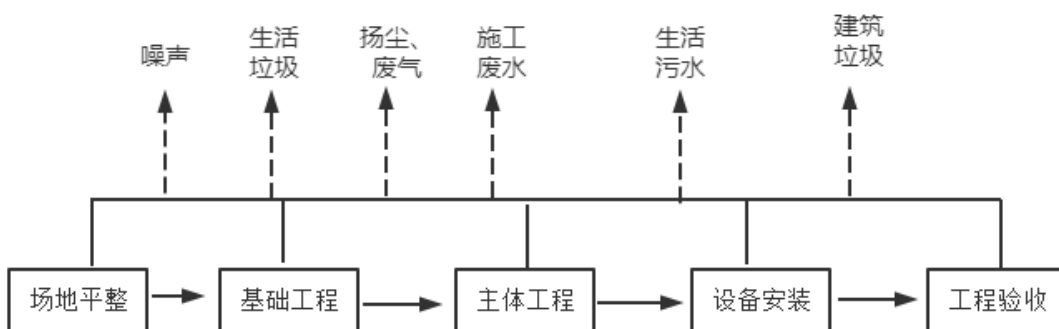 噪声
生活
垃圾
扬尘、
废气
施工
废水
生活
污水
建筑
垃圾
场地平整
基础工程
主体工程
设备安装
工程验收